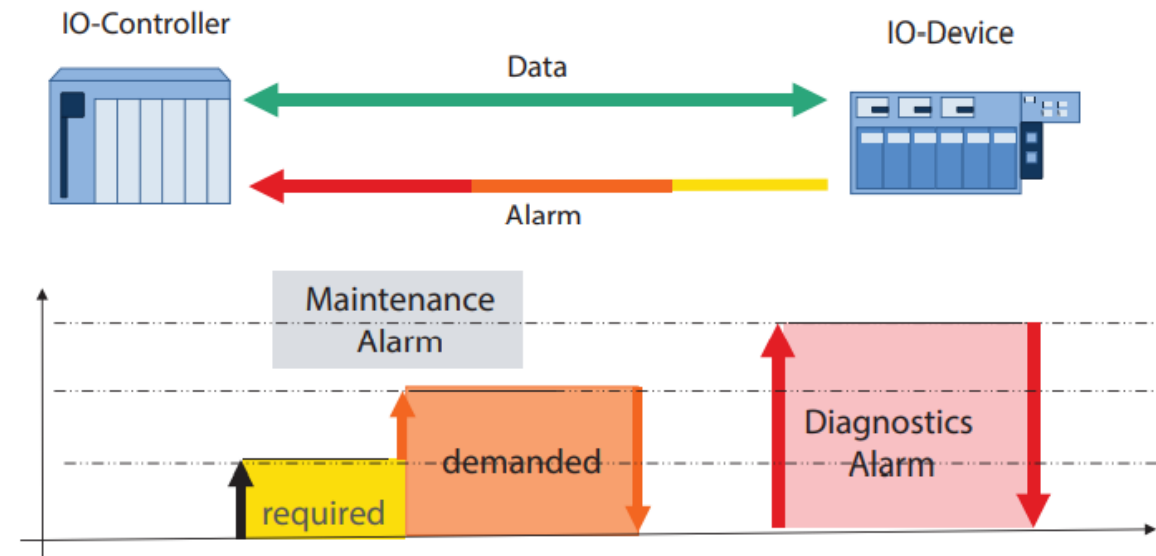 IO-Controller
IO-Device
Data
Alarm
Maintenance
Alarm
required
demanded
Diagnostics
Alarm